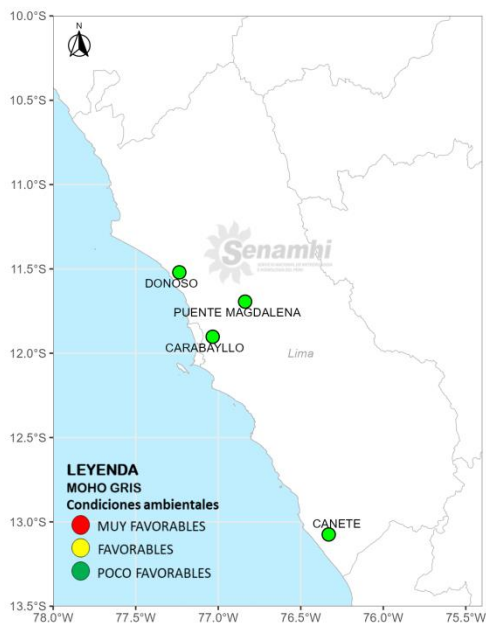 10.0°S
N
10.5°S
11.0°S
Senamhi
11.5°S
DONOSO
PUENTE MAGDALENA
12.0°S
CARABAYLLO
Lima
12.5°S
LEYENDA
MOHO GRIS
Condiciones ambientales
CANETE
13.0°S
MUY FAVORABLES
FAVORABLES
POCO FAVORABLES
13.5°S
78.0°W 77.5°W 77.0°W 76.5°W 76.0°W 75.5°W